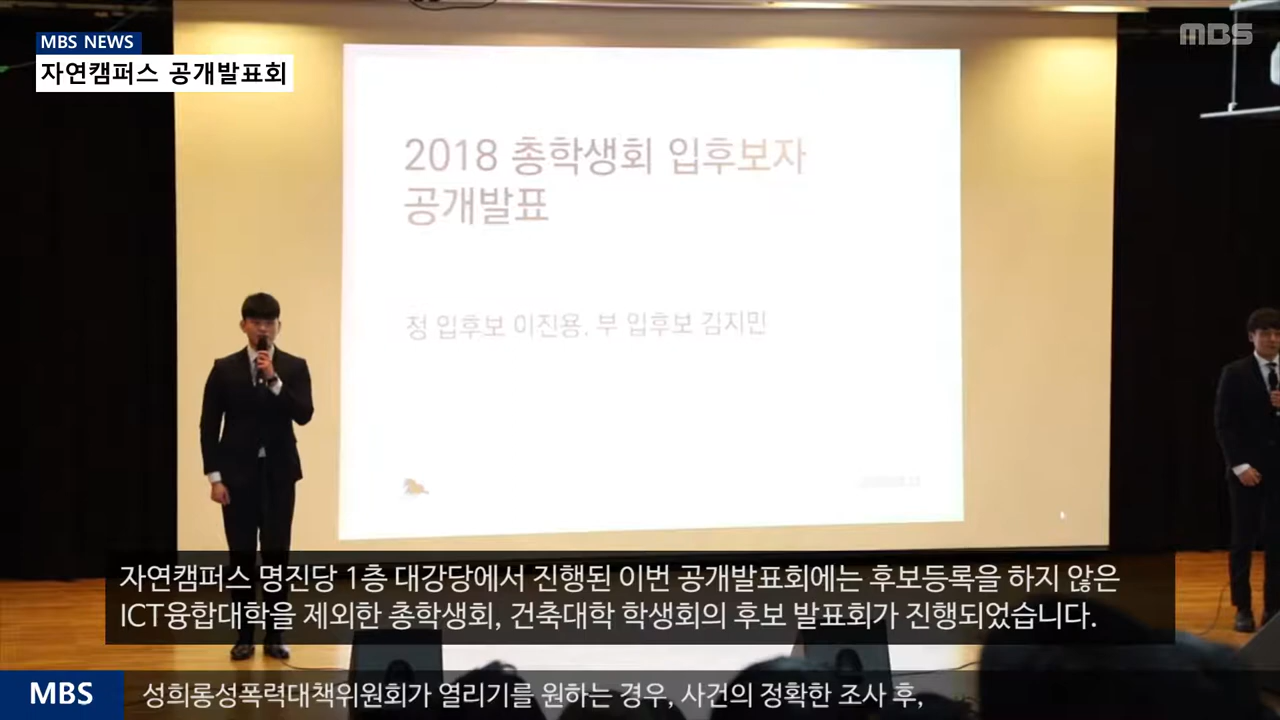 MBS NEWS
자연캠퍼스 공개발표회
MBS
2018 총학생회 입후보자
공개발표
정 입후보 이진용. 부 입후보 김지민
자연캠퍼스 명진당 1층 대강당에서 진행된 이번 공개발표회에는 후보등록을 하지 않은
ICT융합대학을 제외한 총학생회, 건축대학 학생회의 후보 발표회가 진행되었습니다.
MBS 성희롱성폭력대책위원회가 열리기를 원하는 경우, 사건의 정확한 조사 후,